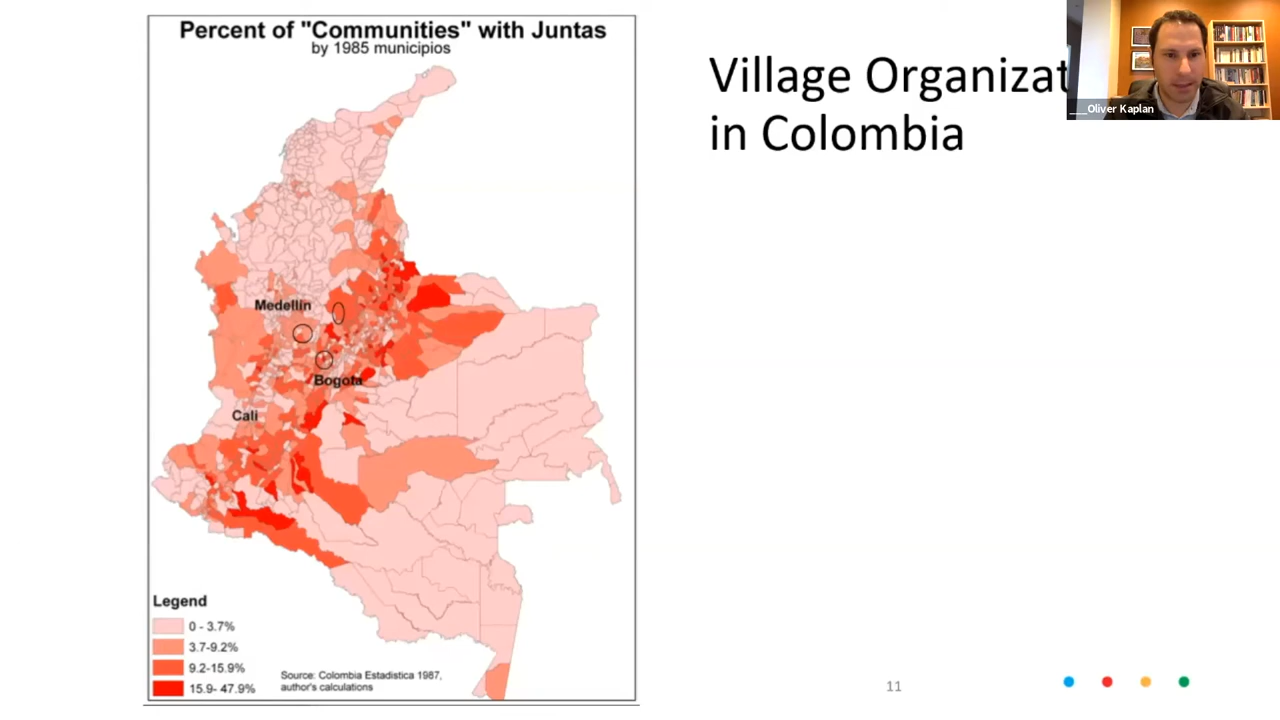 Percent of "Communities" with Juntas
by 1985 municipios
Medellín
Bogota
Cali
Legend
0 - 3.7%
3.7-9.2%
9.2-15.9%
15.9- 47.9%
Source: Colombia Estadistica 1987,
author's calculations
Village Organizat
in Colombia
___Oliver Kaplan
11